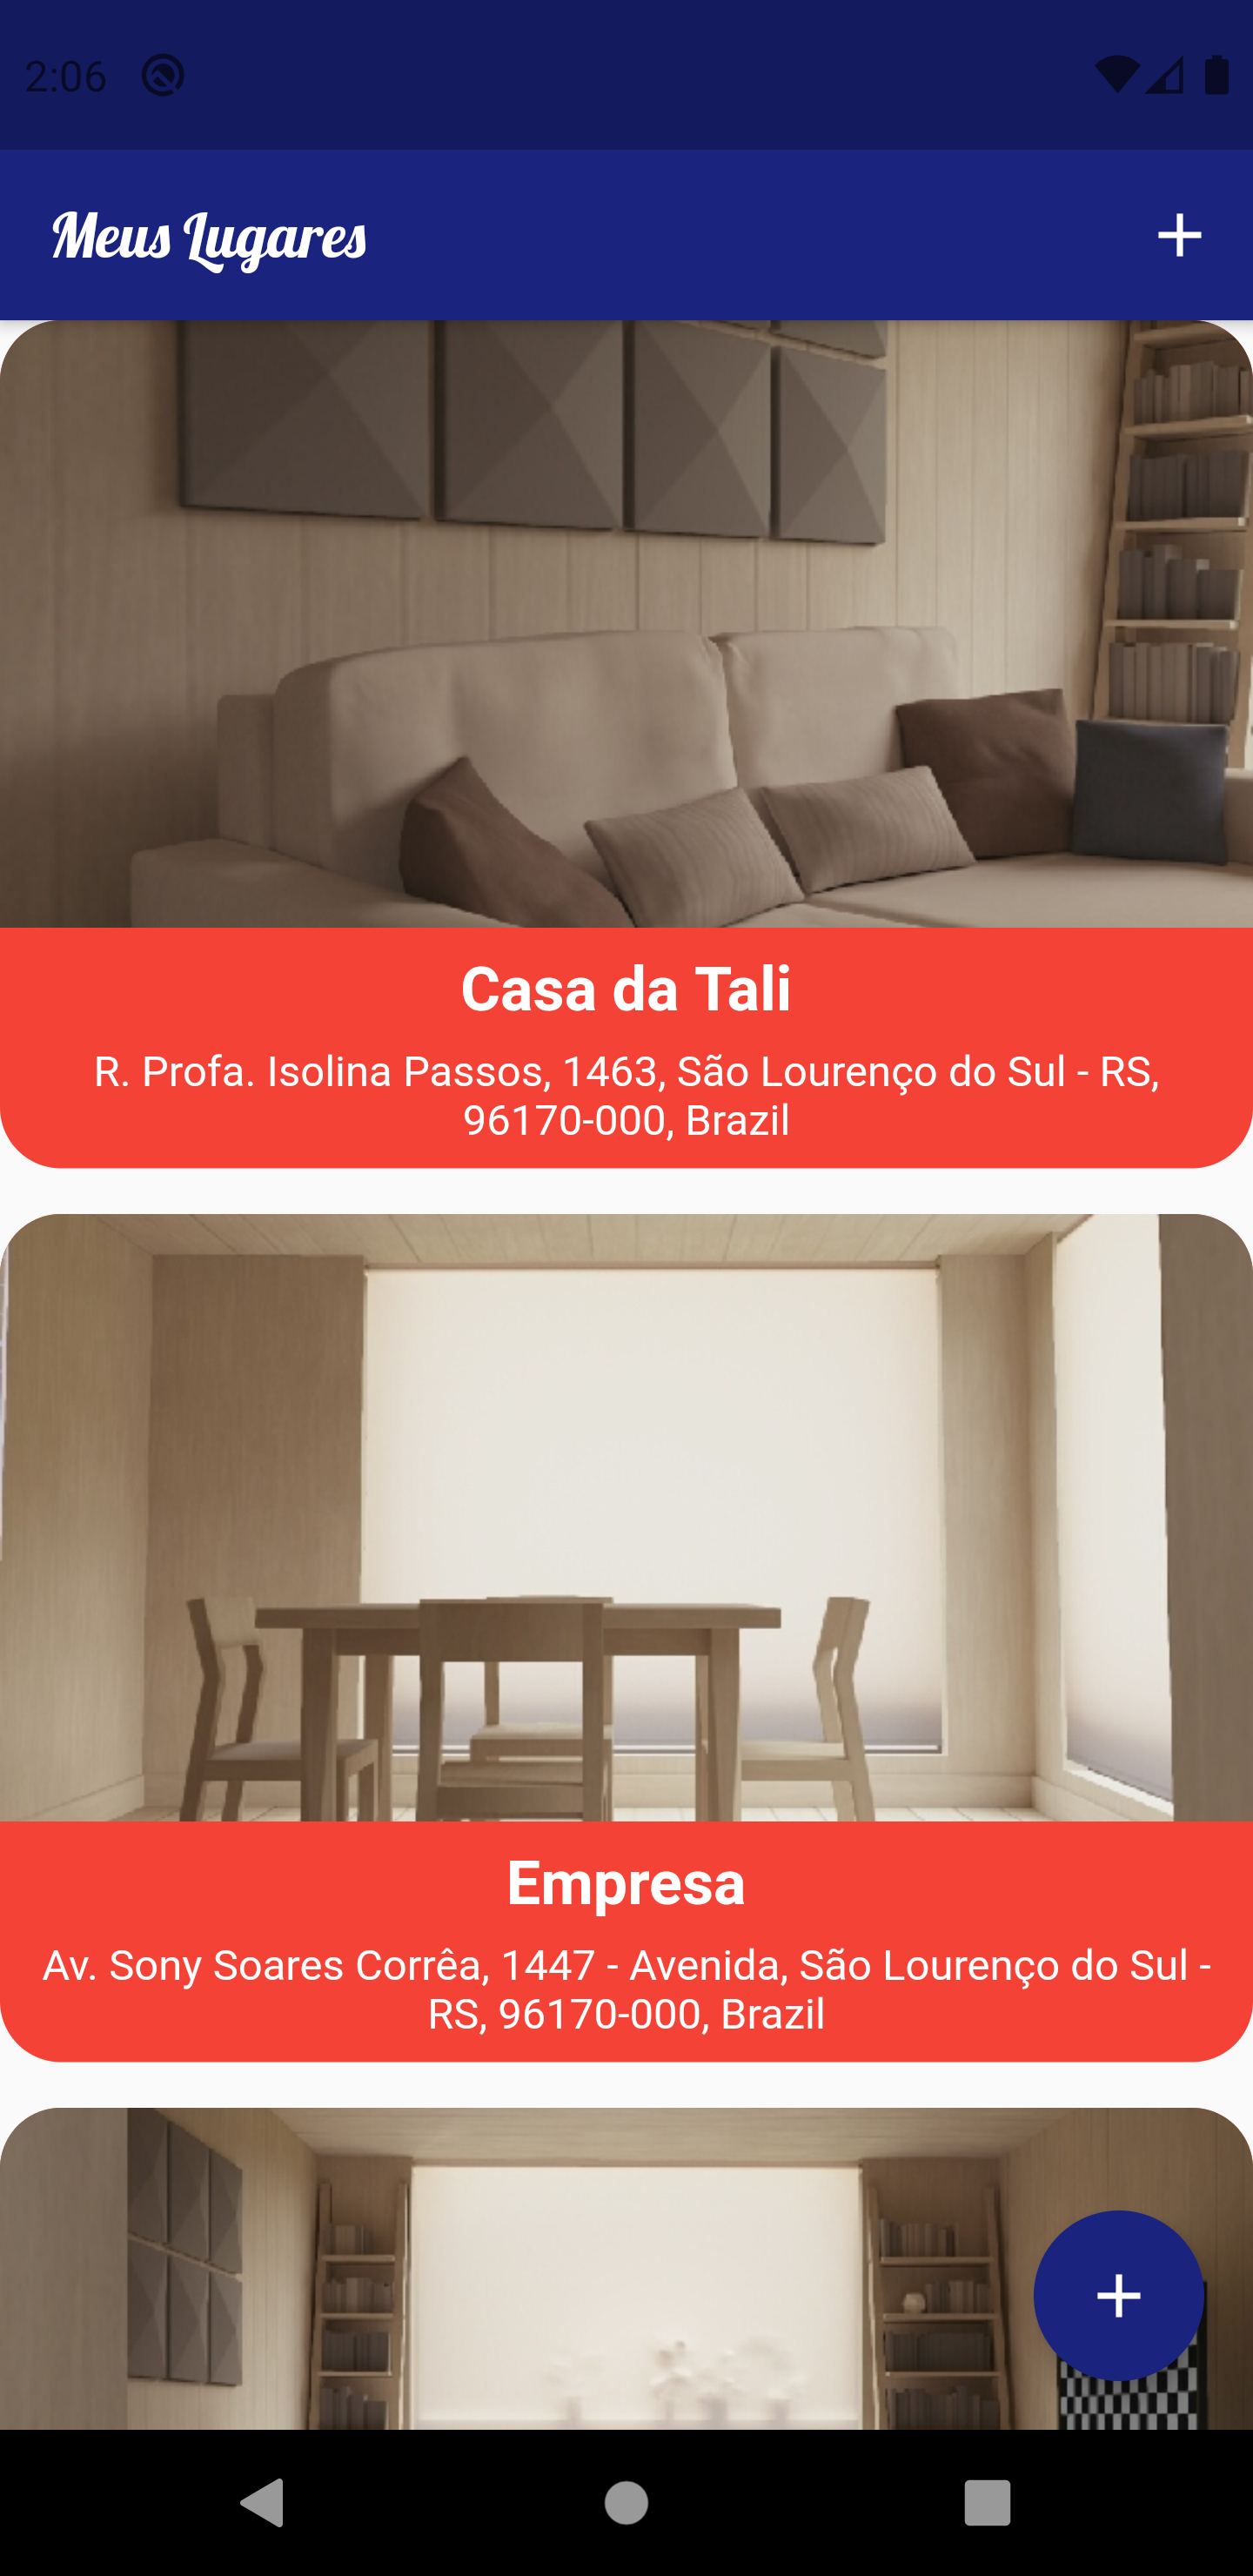 2:06
Meus Lugares
Casa da Tali
R. Profa. Isolina Passos, 1463, São Lourenço do Sul - RS,
96170-000, Brazil
Empresa
Av. Sony Soares Corrêa, 1447 - Avenida, São Lourenço do Sul -
RS, 96170-000, Brazil